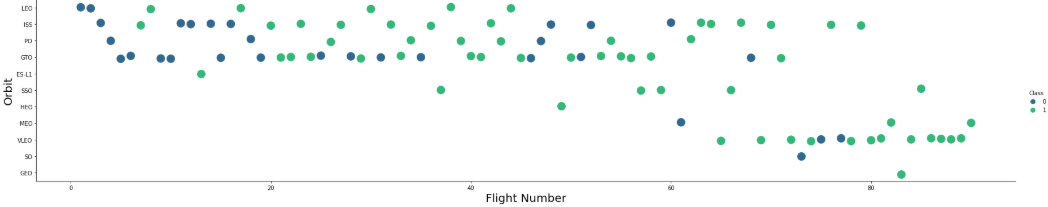 LEO
ISS
PO
GTO
ES-L1
SSO
HEO
MEO
VLEO
SO
GEO
Orbit
0 20 40 60 80
Flight Number
Class
0
1